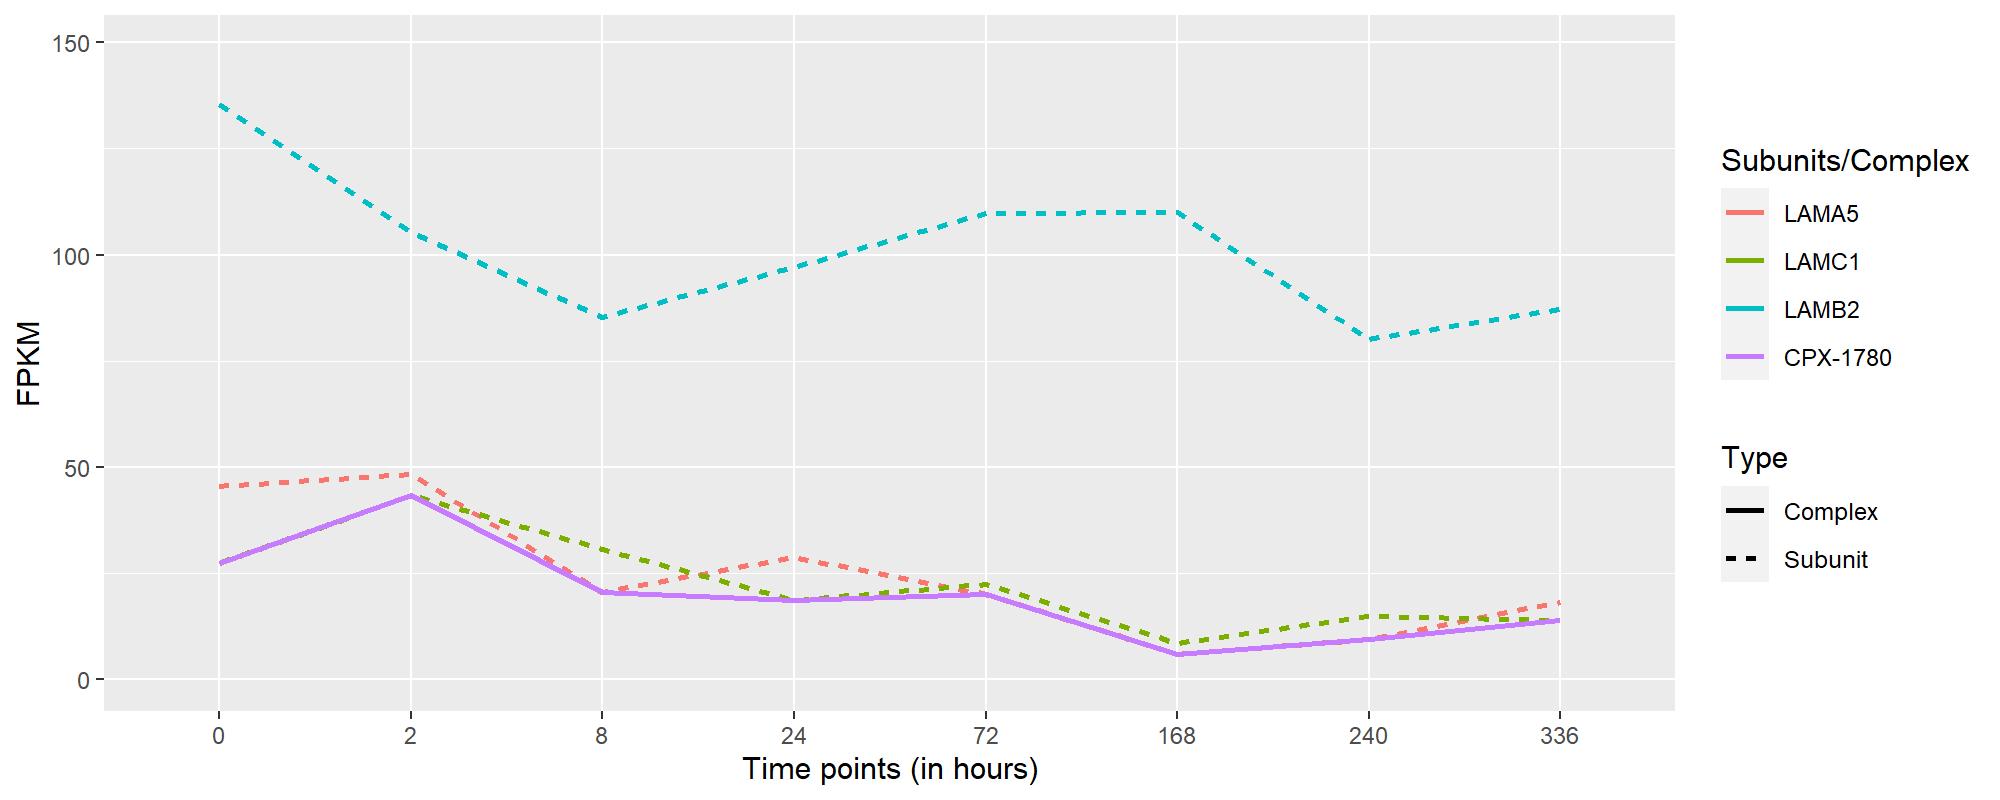 150
100
50
0
FPKM
0 2 8 24 72 168 240 336
Time points (in hours)
Subunits/Complex
LAMA5
LAMC1
LAMB2
CPX-1780
Type
Complex
Subunit